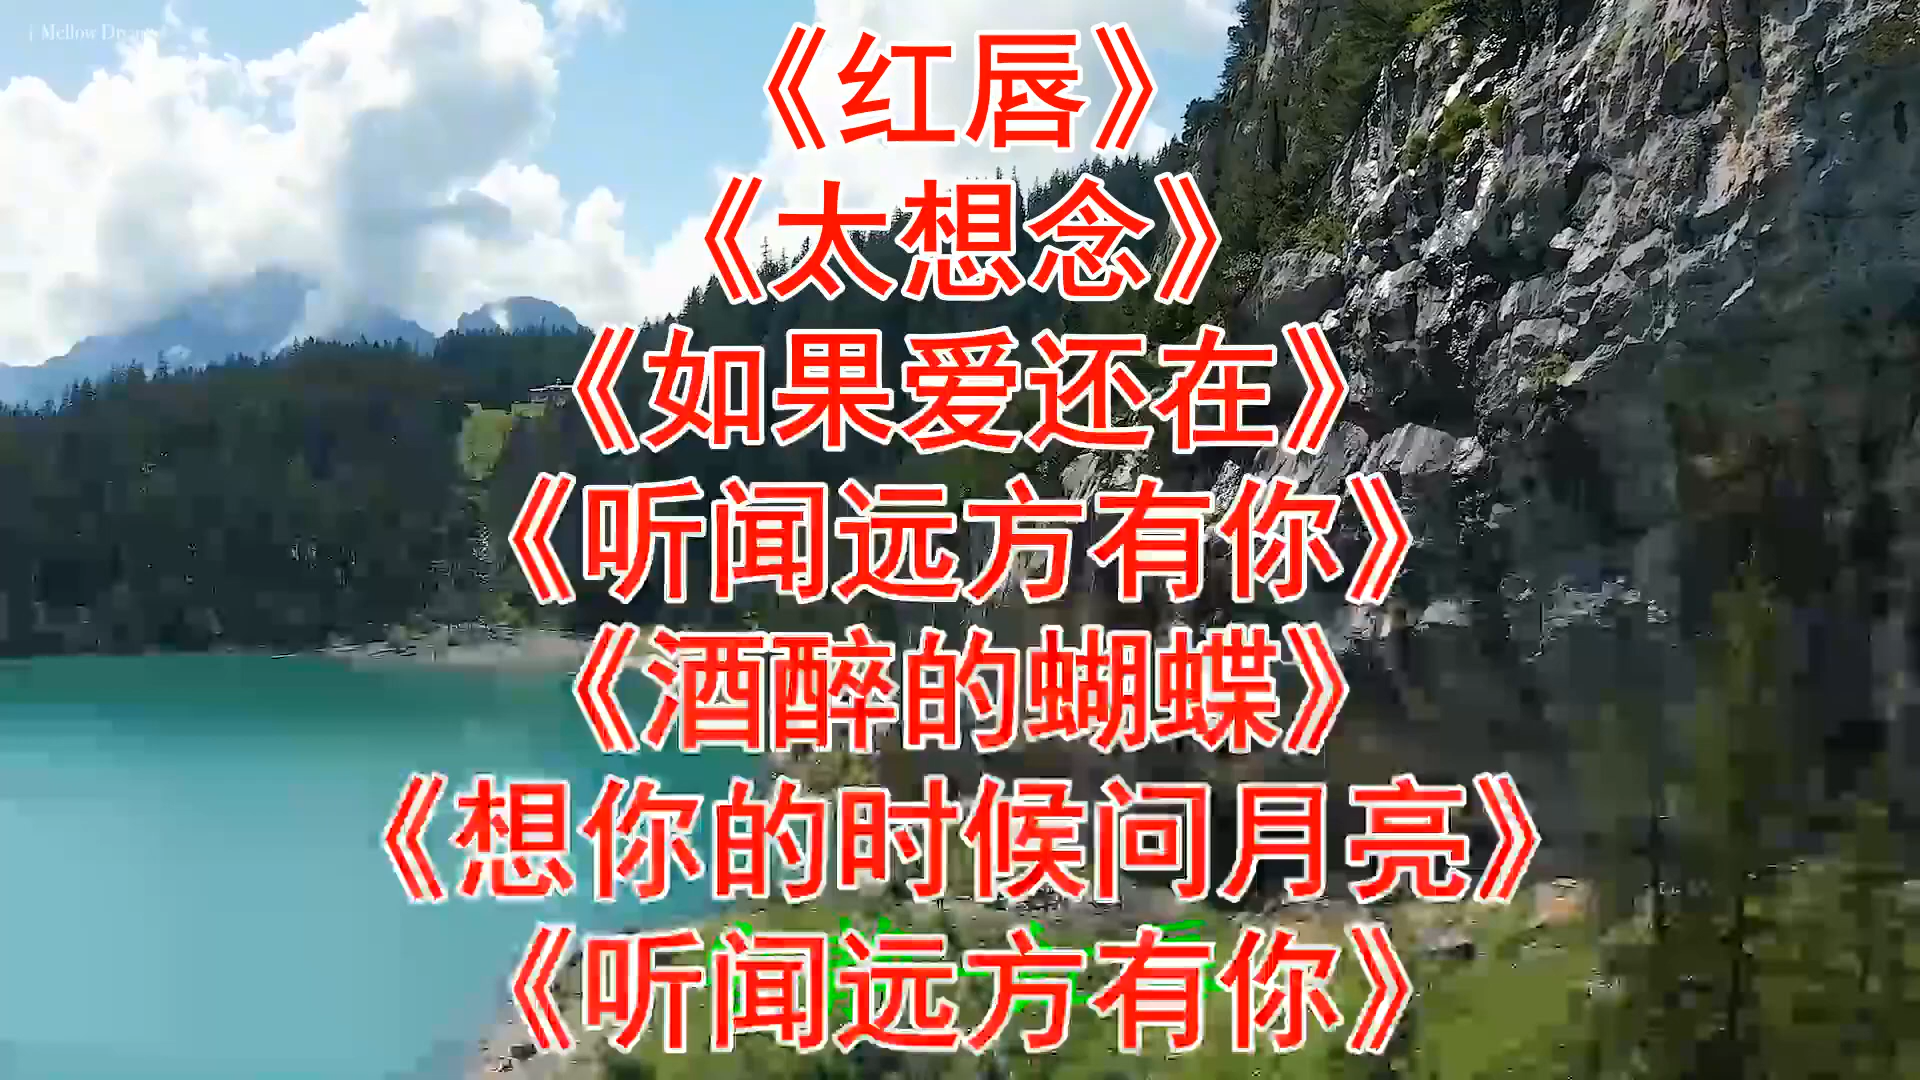 Mellow
《红唇》
《太想念》
《如果爱还在》
《听闻远方有你》
《酒醉的蝴蝶》
《想你的时候问月亮》
《听闻远方有你》